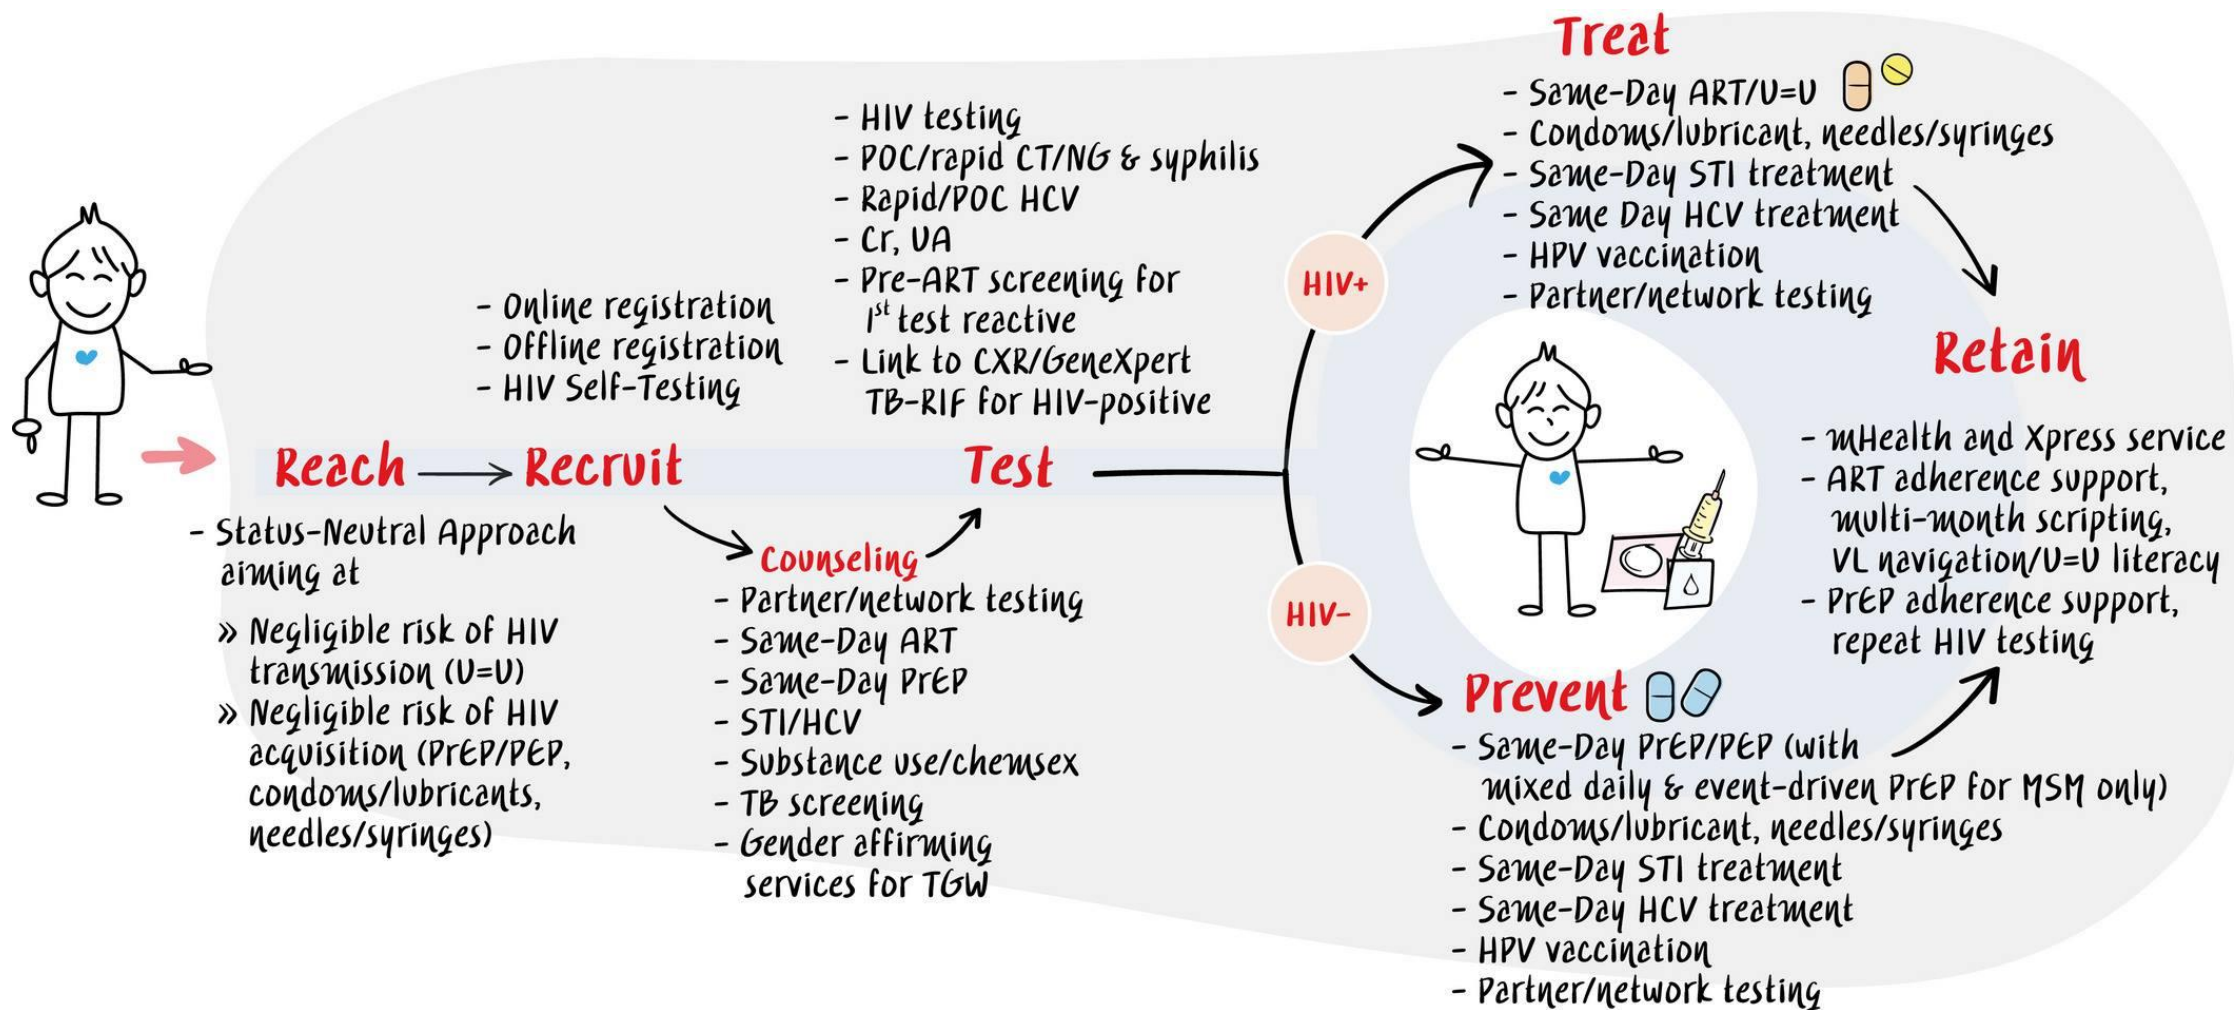 Reach
- Status-Neutral Approach
aiming at
» Negligible risk of HIV
transmission (U=U)
» Negligible risk of HIV
acquisition (PrEP/PEP,
condoms/lubricants,
needles/syringes)
- Online registration
- Offline registration
- HIV Self-Testing
Recruit
Counseling
- Partner/network testing
- Same-Day ART
- Same-Day PrEP
- STI/HCV
- Substance use/chemsex
- TB screening
- Gender affirming
services for TGW
- HIV testing
- POC/rapid CT/NG & syphilis
- Rapid/POC HCV
- Cr, UA
- Pre-ART screening for
1st test reactive
- Link to CXR/GeneXpert
TB-RIF for HIV-positive
Test
HIV+
HIV-
Treat
- Same-Day ART/U=U
- Condoms/lubricant, needles/syringes
- Same-Day STI treatment
- Same Day HCV treatment
- HPV vaccination
- Partner/network testing
Prevent
- Same-Day PrEP/PEP (with
mixed daily & event-driven PrEP for MSM only)
- Condoms/lubricant, needles/syringes
- Same-Day STI treatment
- Same-Day HCV treatment
- HPV vaccination
- Partner/network testing
Retain
- mHealth and Xpress service
- ART adherence support,
multi-month scripting,
VL navigation/U=U literacy
- PrEP adherence support,
repeat HIV testing